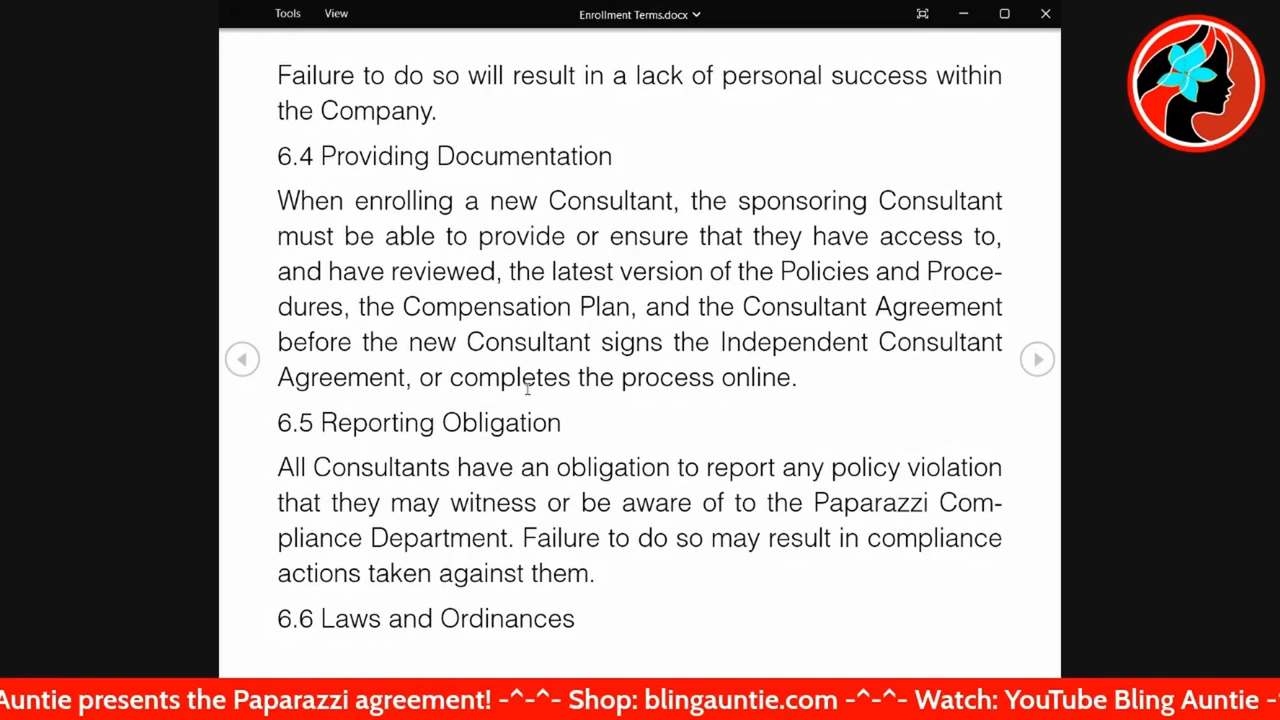 Tools View Enrollment Terms.docx
Failure to do so will result in a lack of personal success within
the Company.
6.4 Providing Documentation
When enrolling a new Consultant, the sponsoring Consultant
must be able to provide or ensure that they have access to,
and have reviewed, the latest version of the Policies and Proce-
dures, the Compensation Plan, and the Consultant Agreement
before the new Consultant signs the Independent Consultant
Agreement, or completes the process online.
6.5 Reporting Obligation
All Consultants have an obligation to report any policy violation
that they may witness or be aware of to the Paparazzi Com-
pliance Department. Failure to do so may result in compliance
actions taken against them.
6.6 Laws and Ordinances
Auntie presents the Paparazzi agreement! -^-^- Shop: blingauntie.com -^-^- Watch: YouTube Bling Auntie -